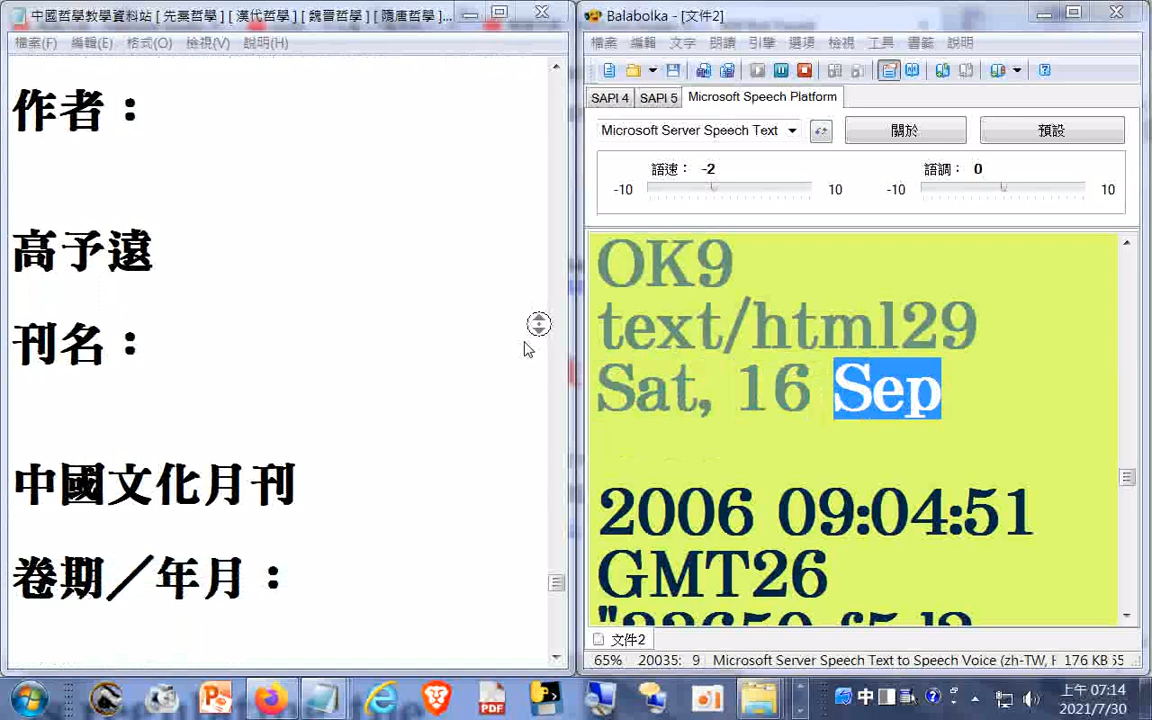 中國哲學教學資料站 [ 先秦哲學 ] [ 漢代哲學 ] [ 魏晉哲學 ] [ 隋唐哲學 ]...
檔案(F) 編輯(E) 格式(O) 檢視(V) 說明(H)
作者：
高予遠
刊名：
中國文化月刊
卷期／年月：
Balabolka - [文件2]
檔案 編輯 文字 朗讀 引擎 選項 檢視 工具 書籤 說明
SAPI 4 SAPI 5 Microsoft Speech Platform
Microsoft Server Speech Text 關於 預設
語速： -2 語調： 0
-10 10 -10 10
OK9
text/html29
Sat, 16 Sep
2006 09:04:51
GMT26
文件2
65% 20035: 9 Microsoft Server Speech Text to Speech Voice (zh-TW, 176 KB
中 上午 07:14
2021/7/30